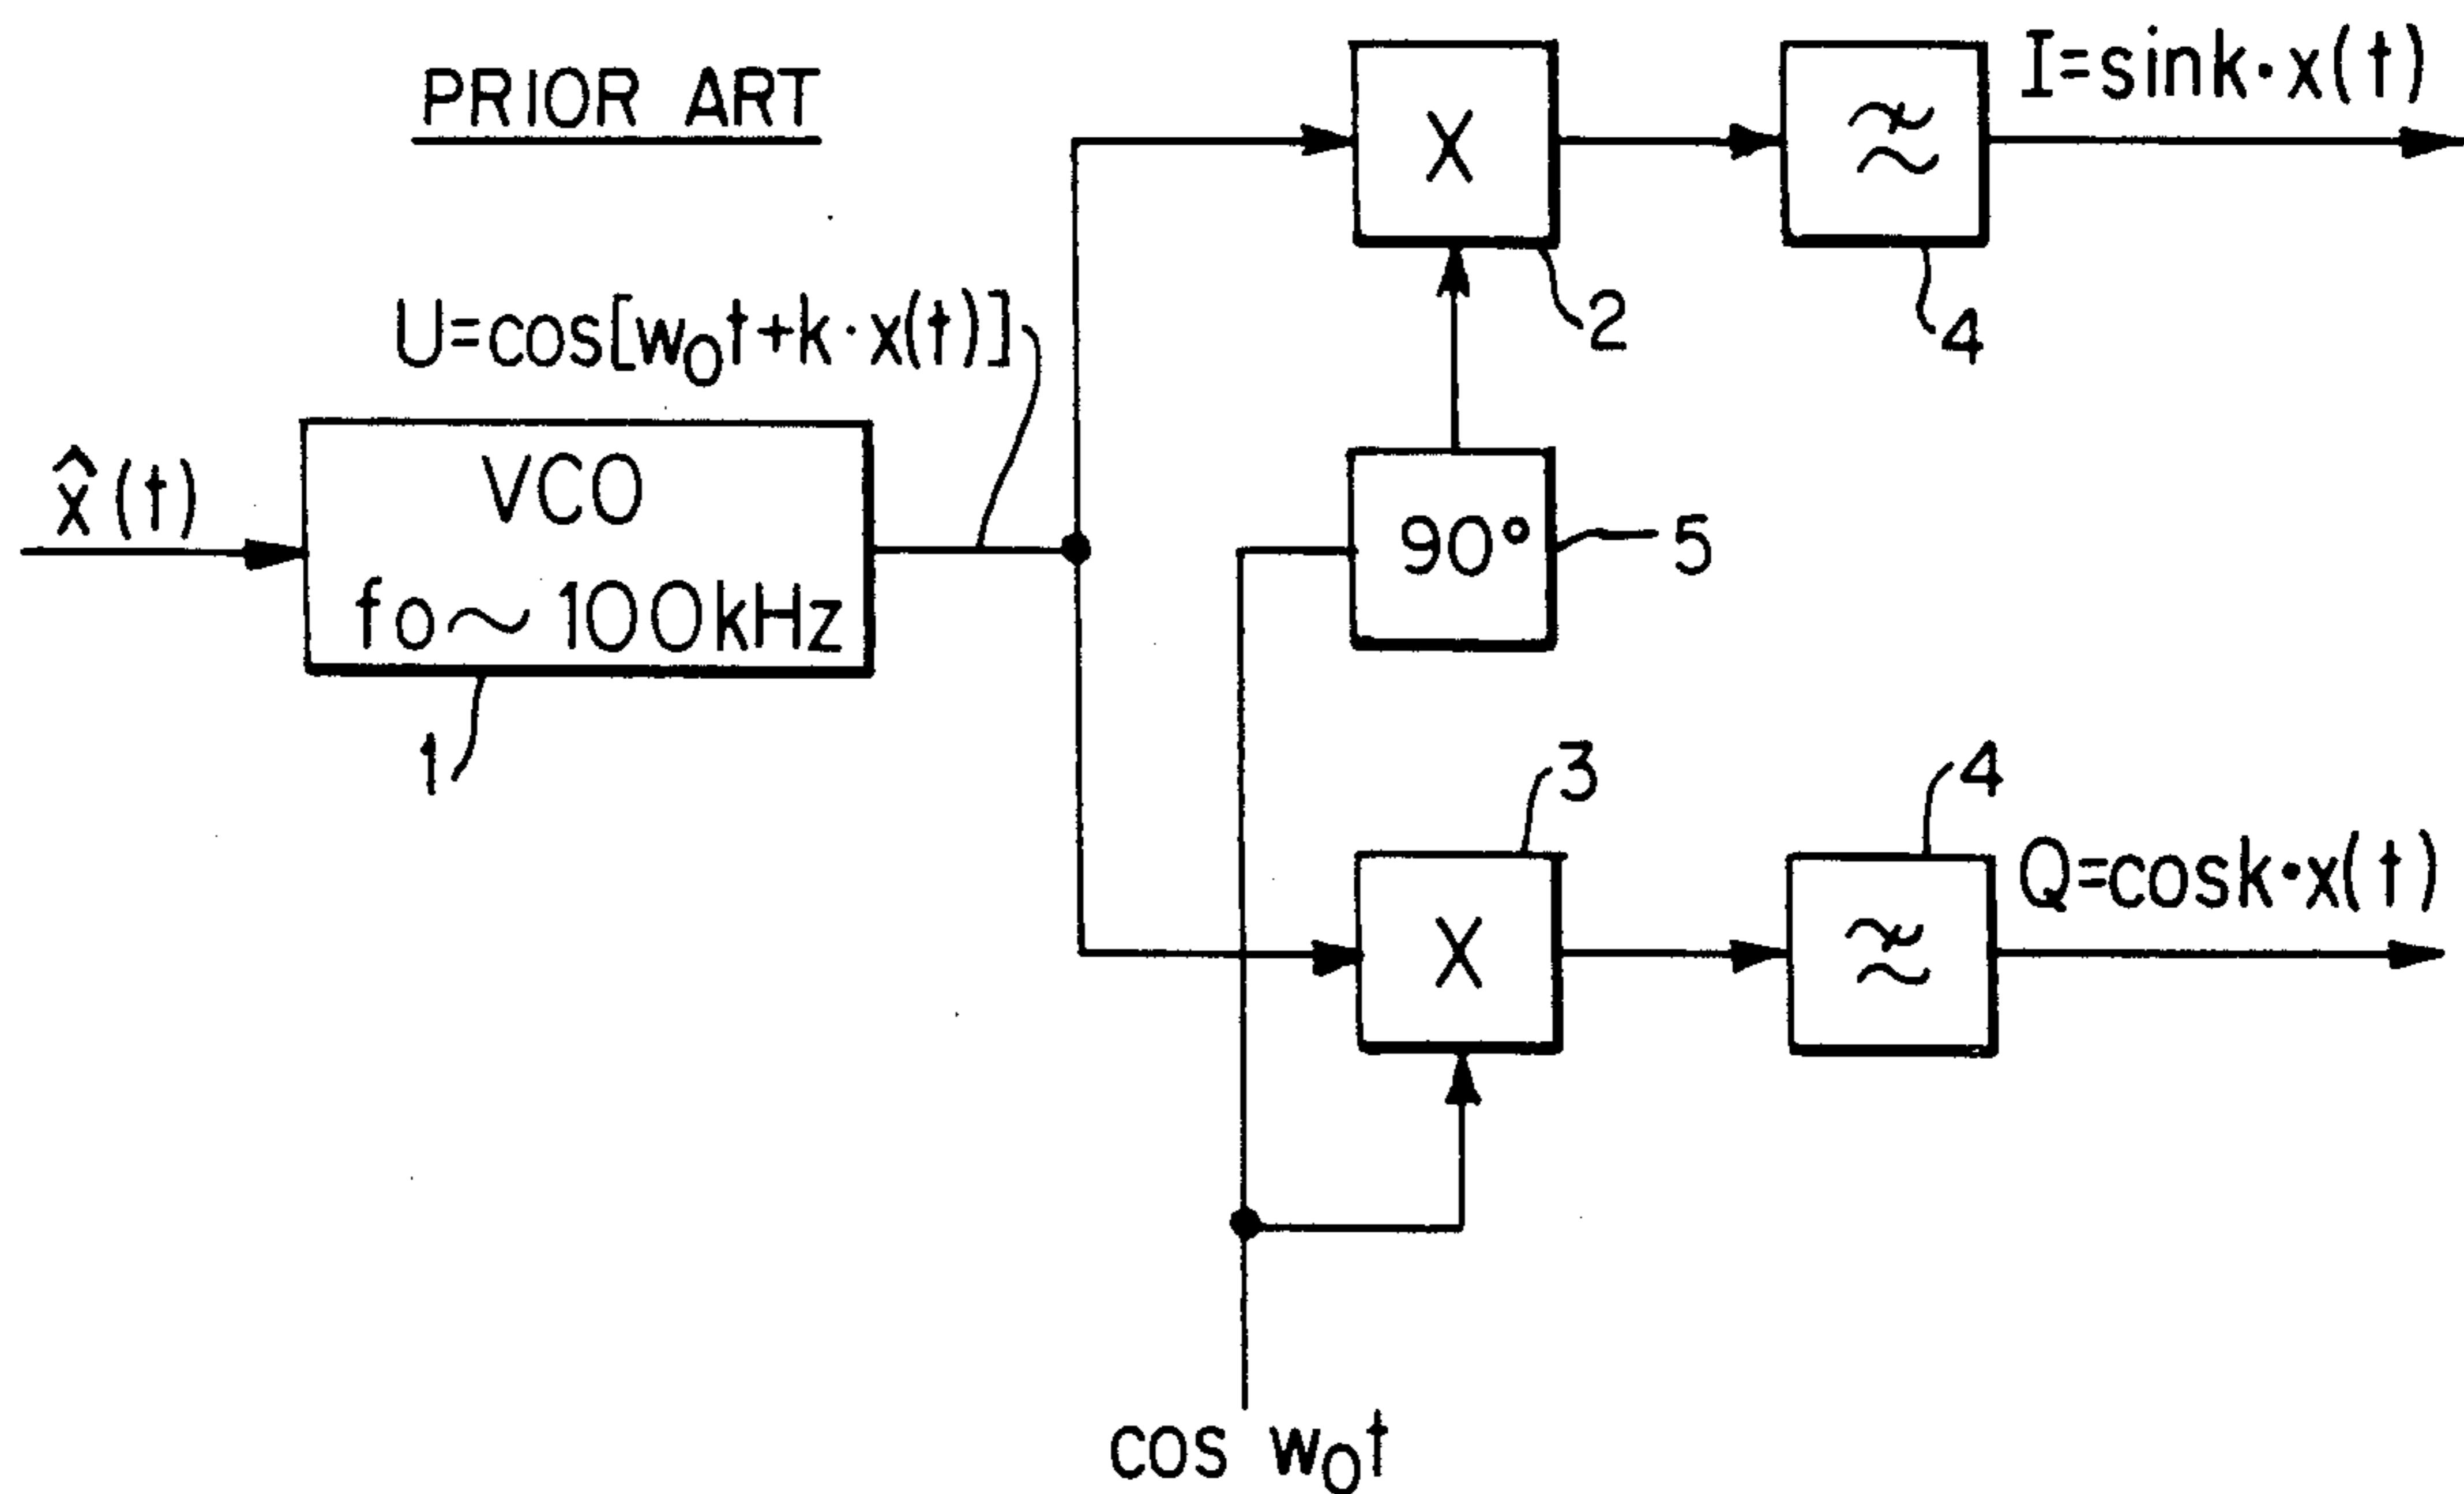 PRIOR ART
I=sink·x(t)
X
2
4
U=cos[w₀t+k·x(t)]
x̂(t)
VCO
fo~100kHz
1
90°
5
3
4
X
Q=cosk·x(t)
cos w₀t